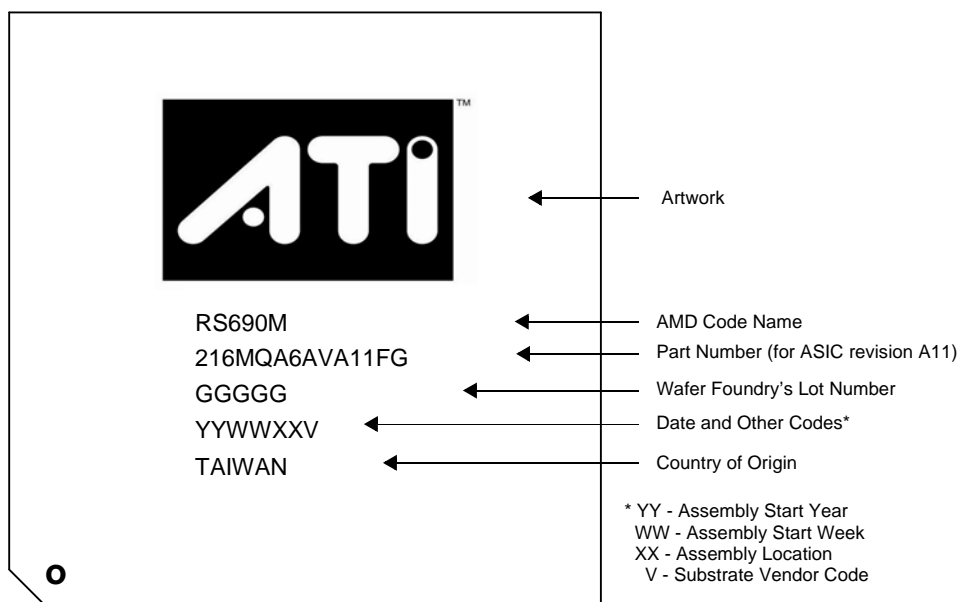 ATI
TM
Artwork
RS690M AMD Code Name
216MQA6AVA11FG Part Number (for ASIC revision A11)
GGGGG Wafer Foundry's Lot Number
YYWWXXV Date and Other Codes*
TAIWAN Country of Origin
* YY - Assembly Start Year
WW - Assembly Start Week
XX - Assembly Location
V - Substrate Vendor Code
O